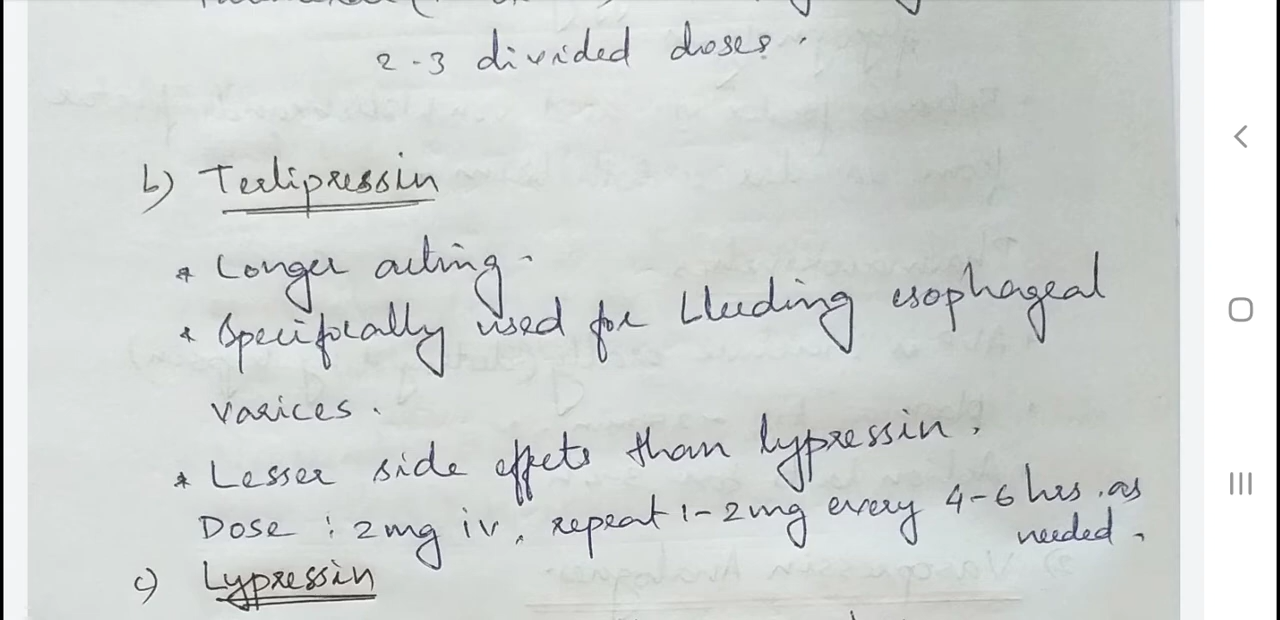 2-3 divided doses.
b) Terlipressin
* Longer acting.
* Specifically used for bleeding esophageal
varices.
* Lesser side effects than lypressin.
Dose : 2mg iv, repeat 1-2mg every 4-6 hrs. as
needed.
c) Lypressin